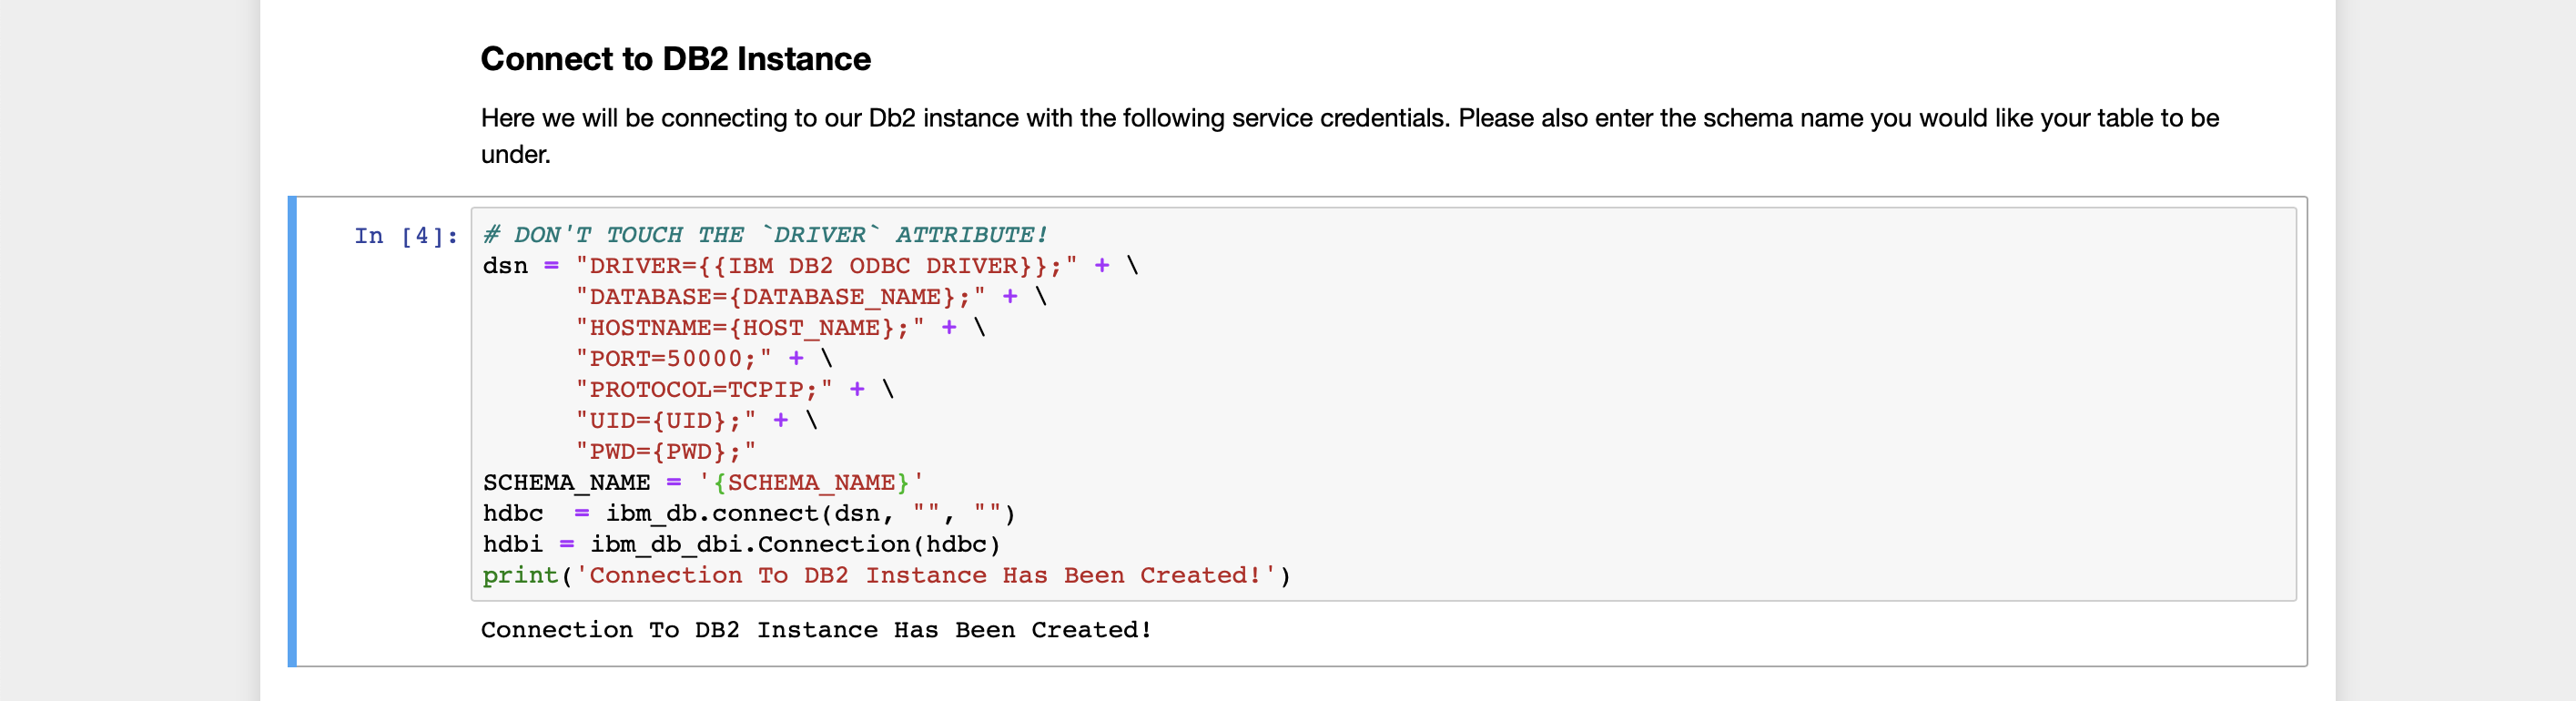 Connect to DB2 Instance
Here we will be connecting to our Db2 instance with the following service credentials. Please also enter the schema name you would like your table to be
under.
In [4]: # DON'T TOUCH THE `DRIVER` ATTRIBUTE!
dsn = "DRIVER={{IBM DB2 ODBC DRIVER}};" + \
"DATABASE={DATABASE_NAME};" + \
"HOSTNAME={HOST_NAME};" + \
"PORT=50000;" + \
"PROTOCOL=TCPIP;" + \
"UID={UID};" + \
"PWD={PWD};"
SCHEMA_NAME = '{SCHEMA_NAME}'
hdbc  = ibm_db.connect(dsn, "", "")
hdbi = ibm_db_dbi.Connection(hdbc)
print('Connection To DB2 Instance Has Been Created!')
Connection To DB2 Instance Has Been Created!